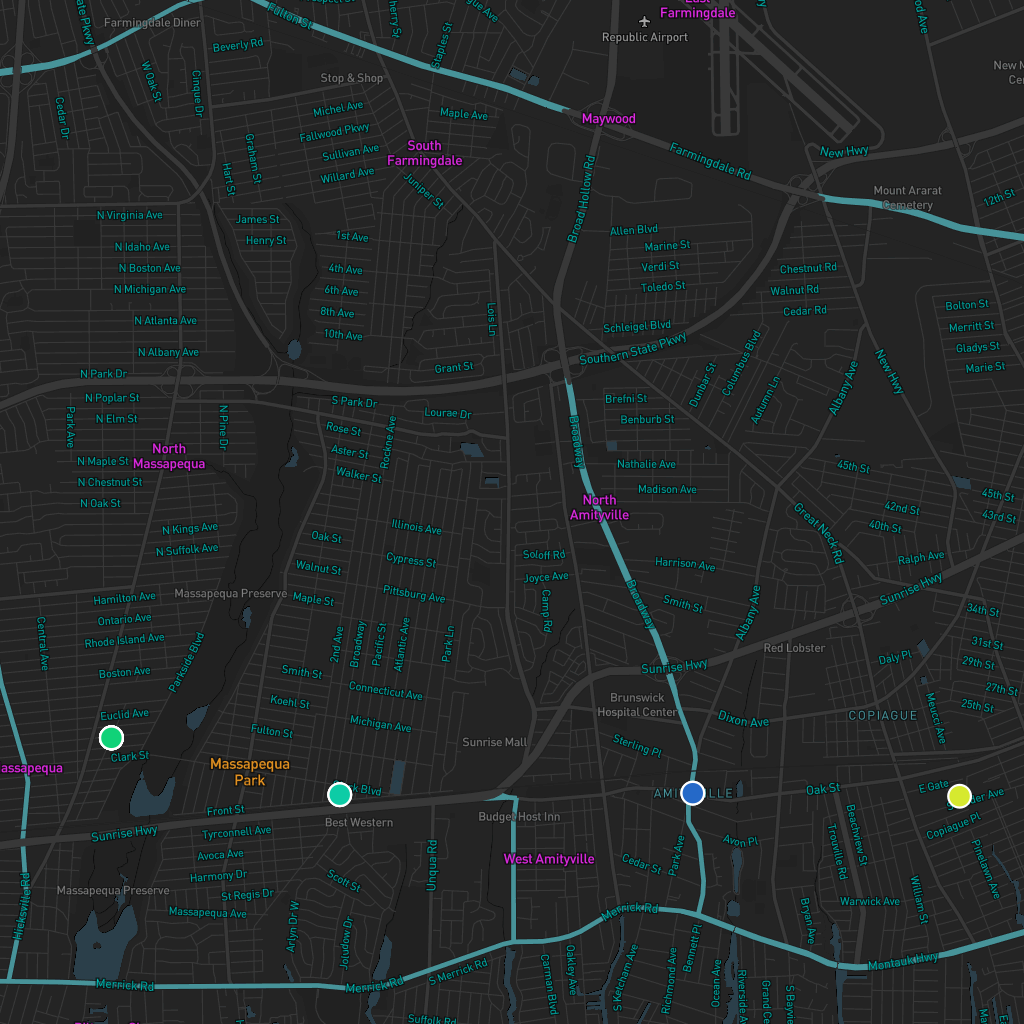 East
Farmingdale
Farmingdale Diner
Fulton St
Republic Airport
Beverly Rd
Staples St
W Oak St
Cinque Dr
Stop & Shop
Cedar Dr
Michel Ave
Maple Ave
Maywood
Fallwood Pkwy
Graham St
Sullivan Ave
South
Farmingdale
Farmingdale Rd
New Hwy
Willard Ave
Hart St
Juniper St
Broad Hollow Rd
Mount Ararat
Cemetery
12th St
N Virginia Ave
James St
Henry St
1st Ave
Allen Blvd
Marine St
N Idaho Ave
N Boston Ave
4th Ave
Verdi St
Chestnut Rd
N Michigan Ave
6th Ave
Toledo St
Walnut Rd
8th Ave
Cedar Rd
Bolton St
N Atlanta Ave
10th Ave
Lois Ln
Schleigel Blvd
Merritt St
N Albany Ave
Southern State Pkwy
Gladys St
Marie St
N Park Dr
Grant St
Dunbar St
Columbus Blvd
Autumn Ln
Albany Ave
New Hwy
N Poplar St
S Park Dr
Lourae Dr
Brefni St
Park Ave
N Elm St
N Pine Dr
Rose St
Rockne Ave
Broadway
Benburb St
North
Massapequa
Aster St
N Maple St
Walker St
Nathalie Ave
45th St
N Chestnut St
Madison Ave
45th St
N Oak St
North
Amityville
42nd St
43rd St
N Kings Ave
Illinois Ave
40th St
Great Neck Rd
Oak St
N Suffolk Ave
Cypress St
Soloff Rd
Ralph Ave
Walnut St
Joyce Ave
Harrison Ave
Sunrise Hwy
Massapequa Preserve
Maple St
Pittsburg Ave
Camp Rd
Broadway
Smith St
Albany Ave
34th St
Hamilton Ave
Ontario Ave
Central Ave
Rhode Island Ave
Parkside Blvd
2nd Ave
Broadway
Pacific St
Atlantic Ave
Park Ln
Red Lobster
31st St
Daly Pl
29th St
Boston Ave
Smith St
Sunrise Hwy
27th St
Connecticut Ave
Brunswick
Hospital Center
Meucci Ave
25th St
Koehl St
Euclid Ave
Michigan Ave
Dixon Ave
COPIAGUE
Fulton St
Sunrise Mall
Sterling Pl
Clark St
Massapequa
Park
E Gate
Oak St
Front St
Best Western
Budget Host Inn
Copiague Pl
Sunrise Hwy
Tyrconnell Ave
Avoca Ave
Unqua Rd
West Amityville
Cedar St
Park Ave
Avon Pl
Trouville Rd
Beachview St
Pinelawn Ave
Harmony Dr
Scott St
Massapequa Preserve
St Regis Dr
Hicksville Rd
Massapequa Ave
Arlyn Dr W
Joludow Dr
Merrick Rd
Bennett Pl
Bryan Ave
Warwick Ave
William St
Merrick Rd
Merrick Rd
S Merrick Rd
Carman Blvd
Oakley Ave
S Ketcham Ave
Richmond Ave
Ocean Ave
Montauk Hwy
Suffolk Rd